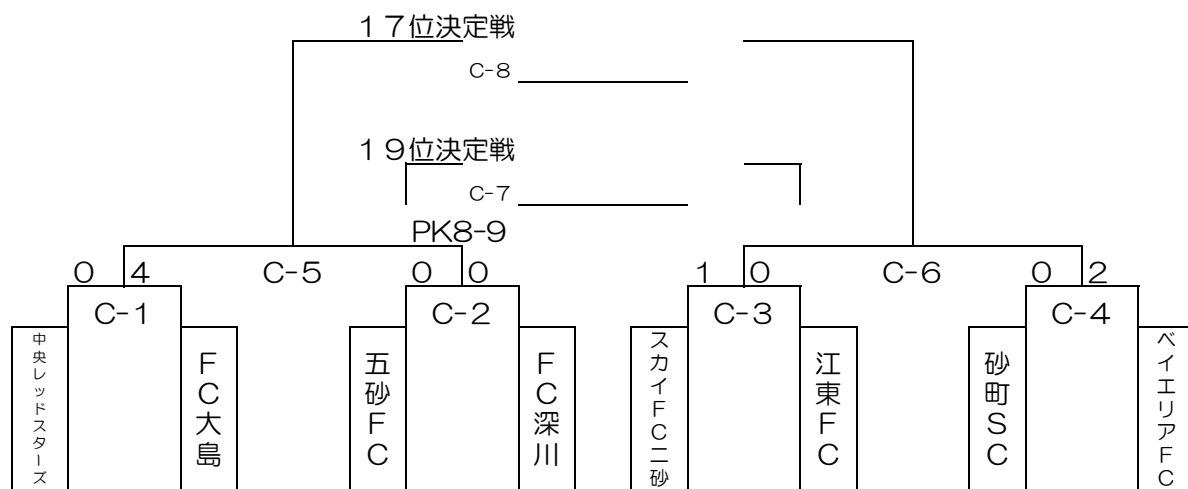 １７位決定戦
C-8
１９位決定戦
C-7
PK8-9
0 4 C-5 0 0 1 0 C-6 0 2
C-1 C-2 C-3 C-4
中央レッドスターズ
FC大島
五砂FC
FC深川
スカイFC二砂
江東FC
砂町SC
ベイエリアFC